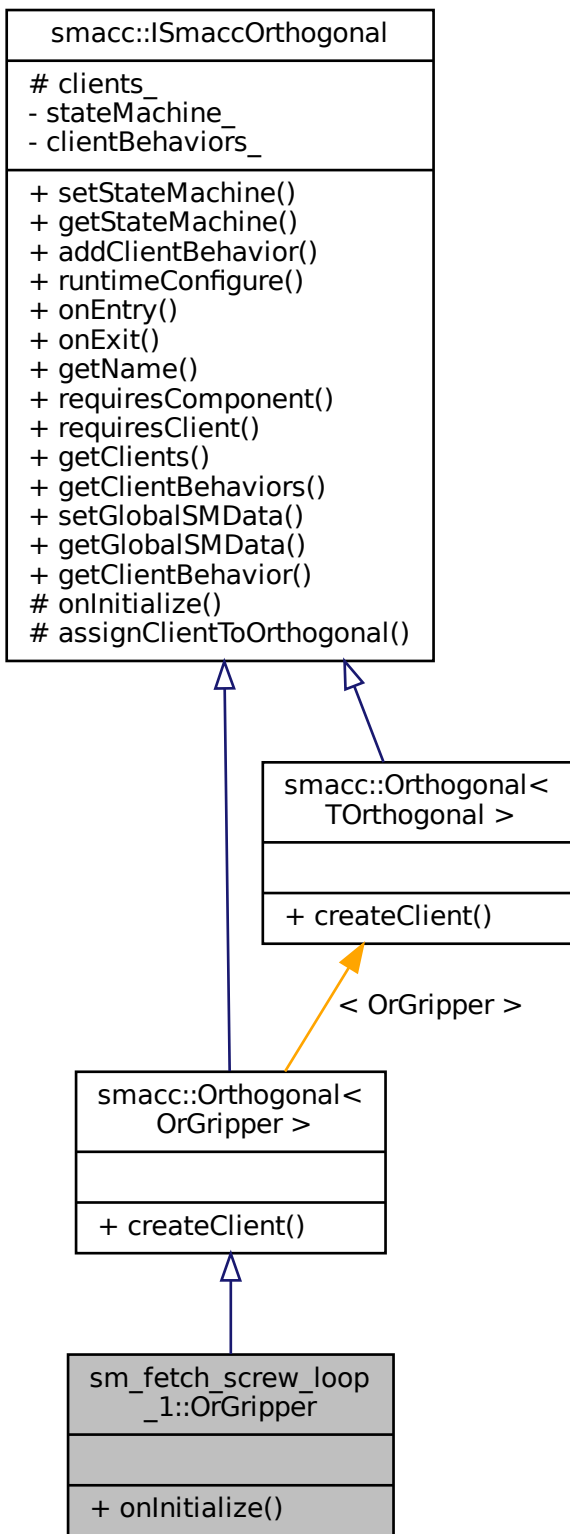 smacc::ISmaccOrthogonal
# clients_
- stateMachine_
- clientBehaviors_
+ setStateMachine()
+ getStateMachine()
+ addClientBehavior()
+ runtimeConfigure()
+ onEntry()
+ onExit()
+ getName()
+ requiresComponent()
+ requiresClient()
+ getClients()
+ getClientBehaviors()
+ setGlobalSMData()
+ getGlobalSMData()
+ getClientBehavior()
# onInitialize()
# assignClientToOrthogonal()
smacc::Orthogonal<
TOrthogonal >
+ createClient()
< OrGripper >
smacc::Orthogonal<
OrGripper >
+ createClient()
sm_fetch_screw_loop
_1::OrGripper
+ onInitialize()